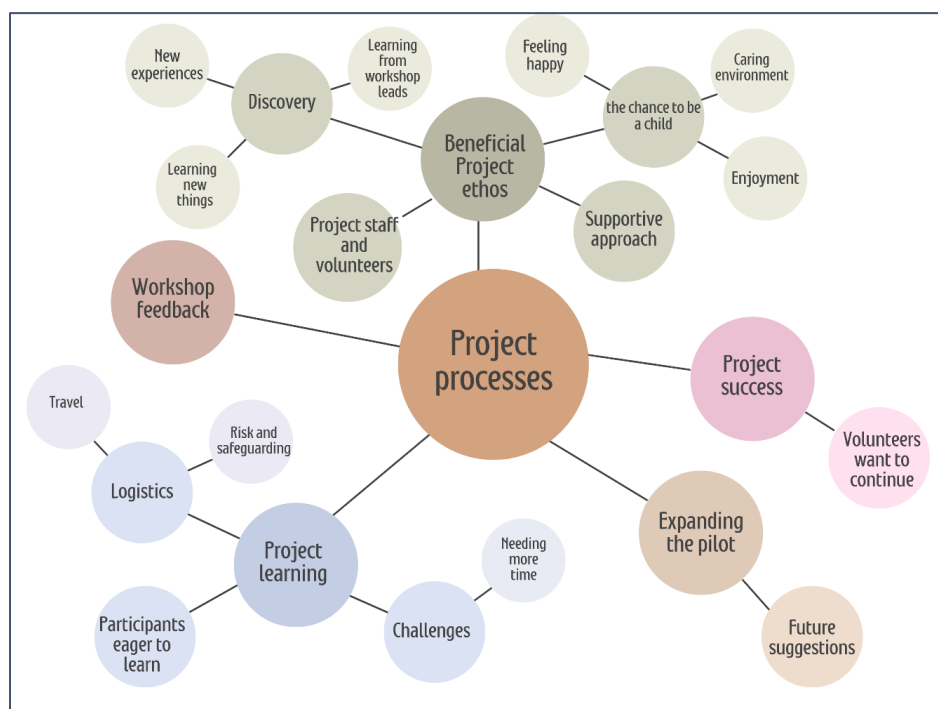 New
experiences
Discovery
Learning
from
workshop
leads
Learning
new
things
Beneficial
Project
ethos
Feeling
happy
the chance to be
a child
Caring
environment
Enjoyment
Project staff
and
volunteers
Supportive
approach
Workshop
feedback
Project
processes
Project
success
Volunteers
want to
continue
Travel
Risk and
safeguarding
Logistics
Project
learning
Participants
eager to
learn
Challenges
Needing
more
time
Expanding
the pilot
Future
suggestions